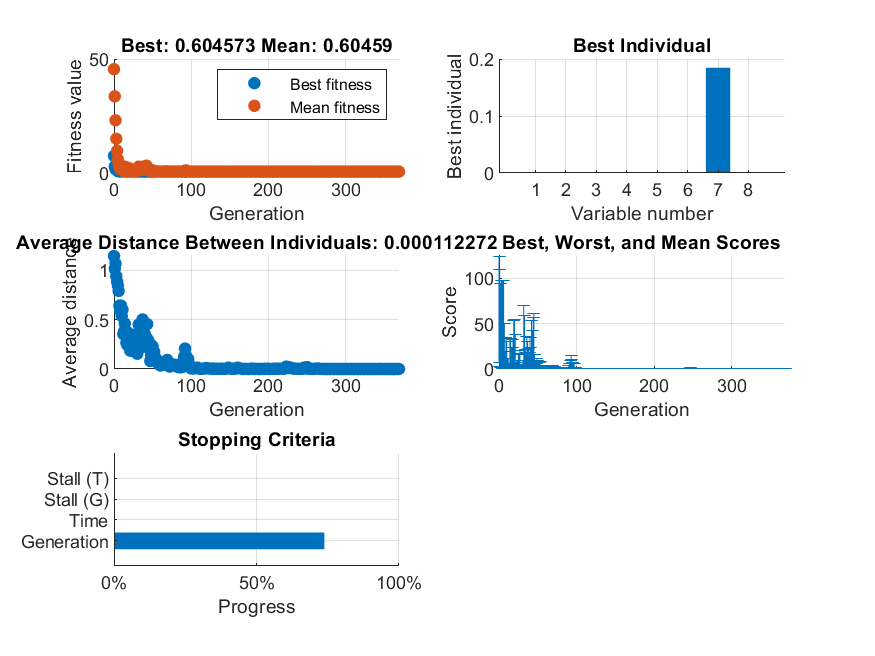 Best: 0.604573 Mean: 0.60459
Fitness value
50
0
Best fitness
Mean fitness
0 100 200 300
Generation
Best Individual
Best individual
0.2
0.1
0
1 2 3 4 5 6 7 8
Variable number
Average Distance Between Individuals: 0.000112272
Average distance
1
0.5
0
0 100 200 300
Generation
Best, Worst, and Mean Scores
Score
100
50
0
0 100 200 300
Generation
Stopping Criteria
Stall (T)
Stall (G)
Time
Generation
0% 50% 100%
Progress